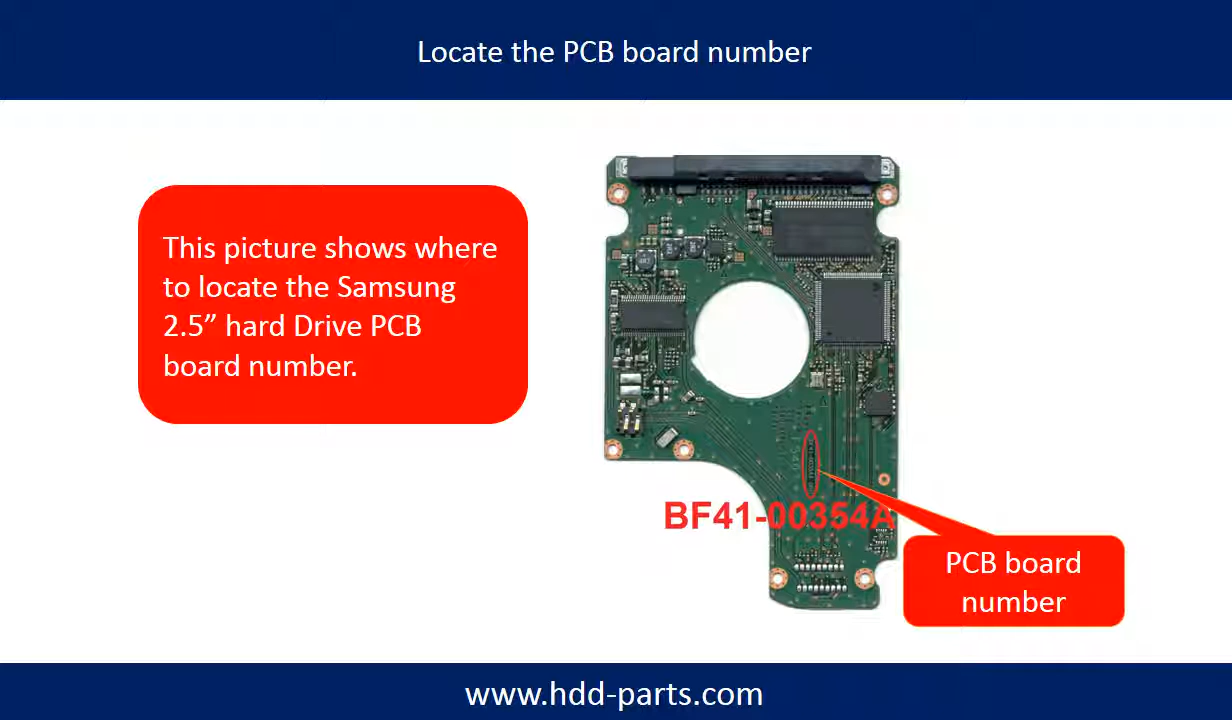 Locate the PCB board number
This picture shows where
to locate the Samsung
2.5” hard Drive PCB
board number.
BF41-00354A
PCB board
number
www.hdd-parts.com